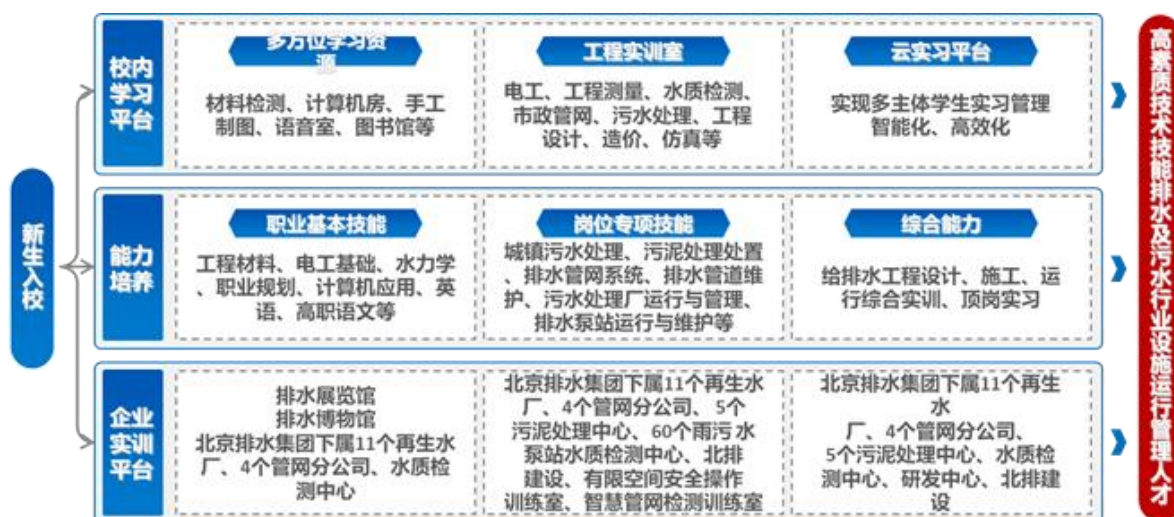 新生入校
校内
学习
平台
多方位学习资
源
材料检测、计算机房、手工
制图、语音室、图书馆等
工程实训室
电工、工程测量、水质检测、
市政管网、污水处理、工程
设计、造价、仿真等
云实习平台
实现多主体学生实习管理
智能化、高效化
能力
培养
职业基本技能
工程材料、电工基础、水力学
、职业规划、计算机应用、英
语、高职语文等
岗位专项技能
城镇污水处理、污泥处理处置
、排水管网系统、排水管道维
护、污水处理厂运行与管理、
排水泵站运行与维护等
综合能力
给排水工程设计、施工、运
行综合实训、顶岗实习
企业
实训
平台
排水展览馆
排水博物馆
北京排水集团下属11个再生水
厂、4个管网分公司、水质检
测中心
北京排水集团下属11个再生水
厂、4个管网分公司、5个
污泥处理中心、60个雨污水
泵站水质检测中心、北排
建设、有限空间安全操作
训练室、智慧管网检测训练室
北京排水集团下属11个再生
水
厂、4个管网分公司、
5个污泥处理中心、水质检
测中心、研发中心、北排建
设
高素质技术技能排水及污水行业设施运行管理人才